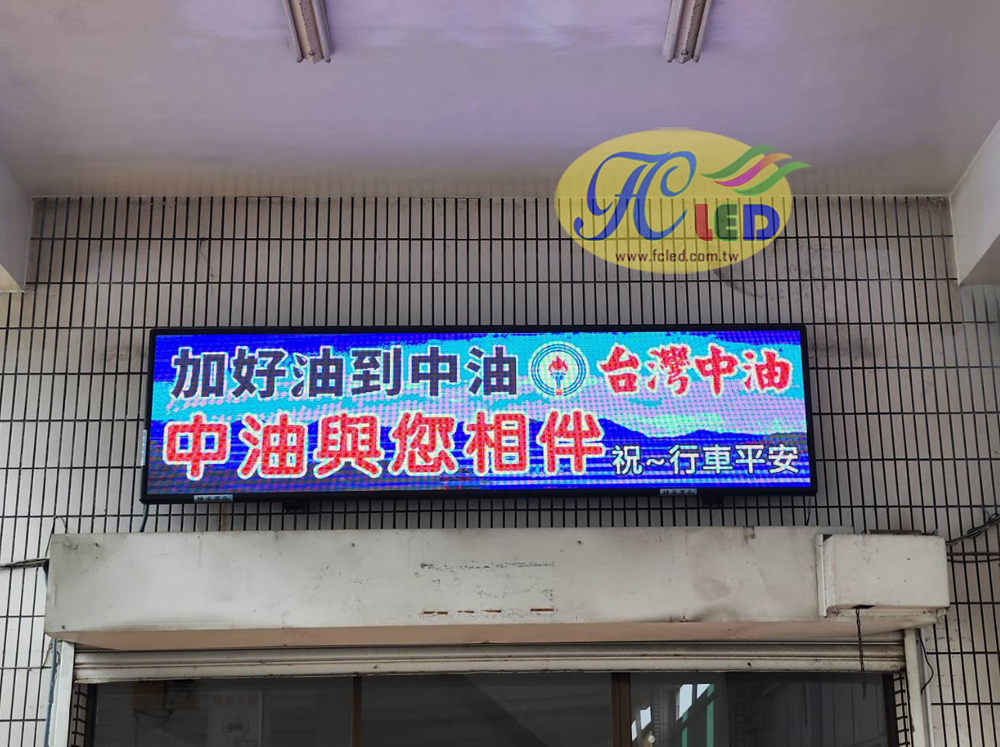 FC LED
www.fcled.com.tw
加好油到中油 台灣中油
中油與您相伴 祝~行車平安